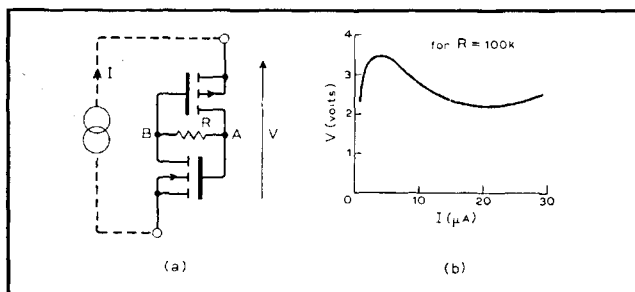 I
R
B
A
V
(a)
for R = 100k
V (volts)
4
3
2
1
0
10
20
30
I (μA)
(b)